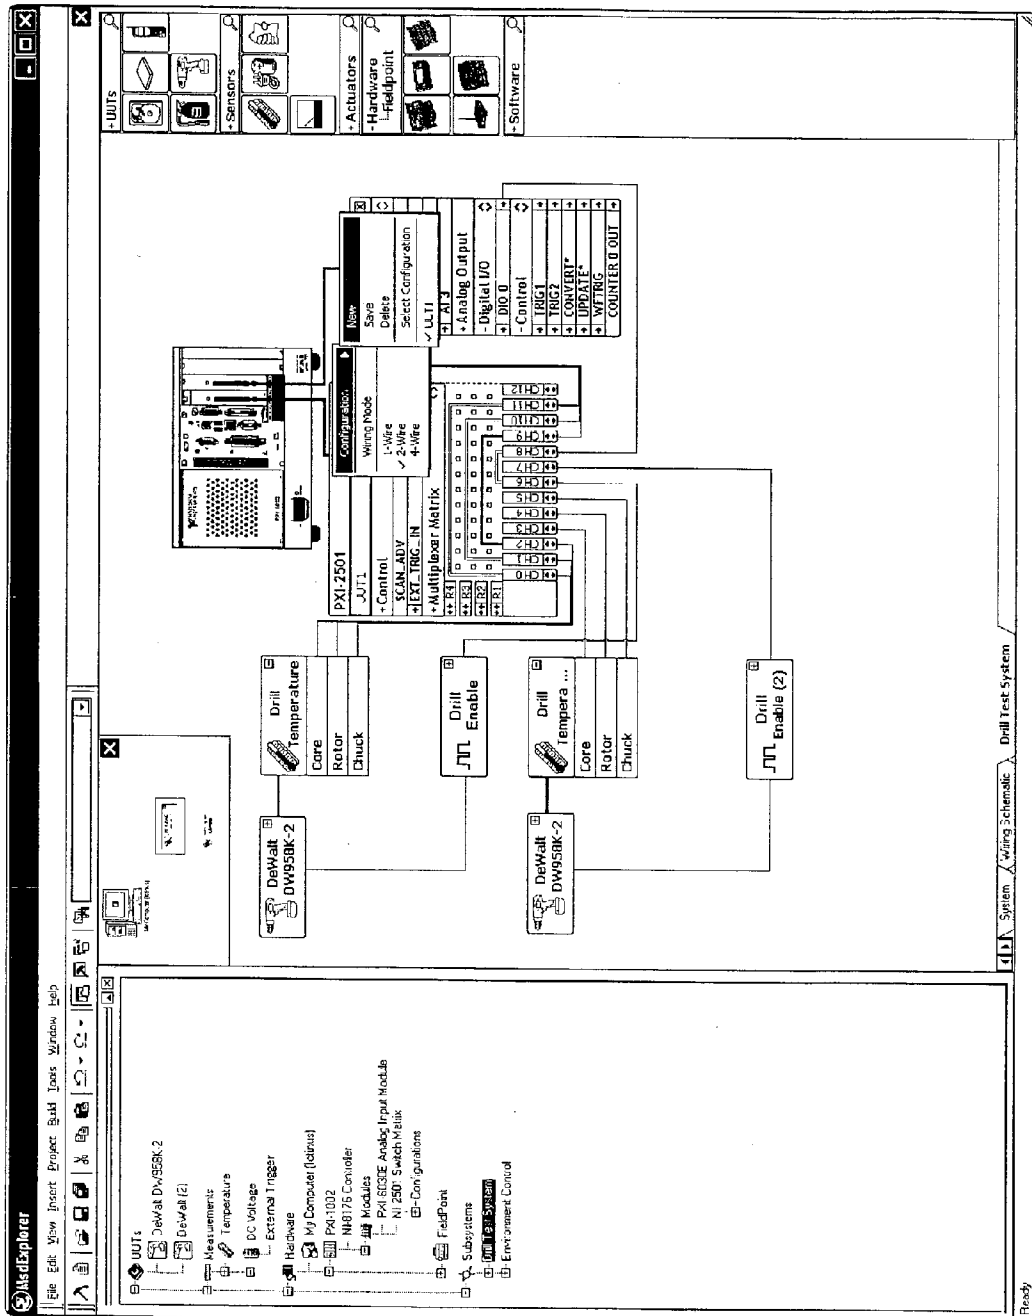 MsdExplorer
File Edit View Insert Project Build Tools Window Help
UUTs
DeWalt DW958K-2
DeWalt (2)
Measurements
Temperature
DC Voltage
External Trigger
Hardware
My Computer (Ictinus)
PXI-1002
NI-8176 Controller
Modules
PXI-6030E Analog Input Module
NI 2501 Switch Matrix
Configurations
FieldPoint
Subsystems
Drill Test System
Environment Control
DeWalt
DW958K-2
Drill
Temperature
Core
Rotor
Chuck
Drill
Enable
DeWalt
DW958K-2
Drill
Tempera ...
Core
Rotor
Chuck
Drill
Enable (2)
PXI-2501
UUT1
+ Control
SCAN_ADV
+ EXT_TRIG_IN
+ Multiplexer Matrix
R4
R3
R2
R1
CH0
CH1
CH2
CH3
CH4
CH5
CH6
CH7
CH8
CH9
CH10
CH11
CH12
Configuration
Wiring Mode
1-Wire
✓ 2-Wire
4-Wire
New
Save
Delete
Select Configuration
✓ UUT1
+ AI 3
+ Analog Output
- Digital I/O
+ DIO 0
- Control
+ TRIG1
+ TRIG2
+ CONVERT*
+ UPDATE*
+ WFTRIG
COUNTER 0 OUT
+ UUTs
+ Sensors
+ Actuators
- Hardware
Fieldpoint
+ Software
System
Wiring Schematic
Drill Test System
Ready